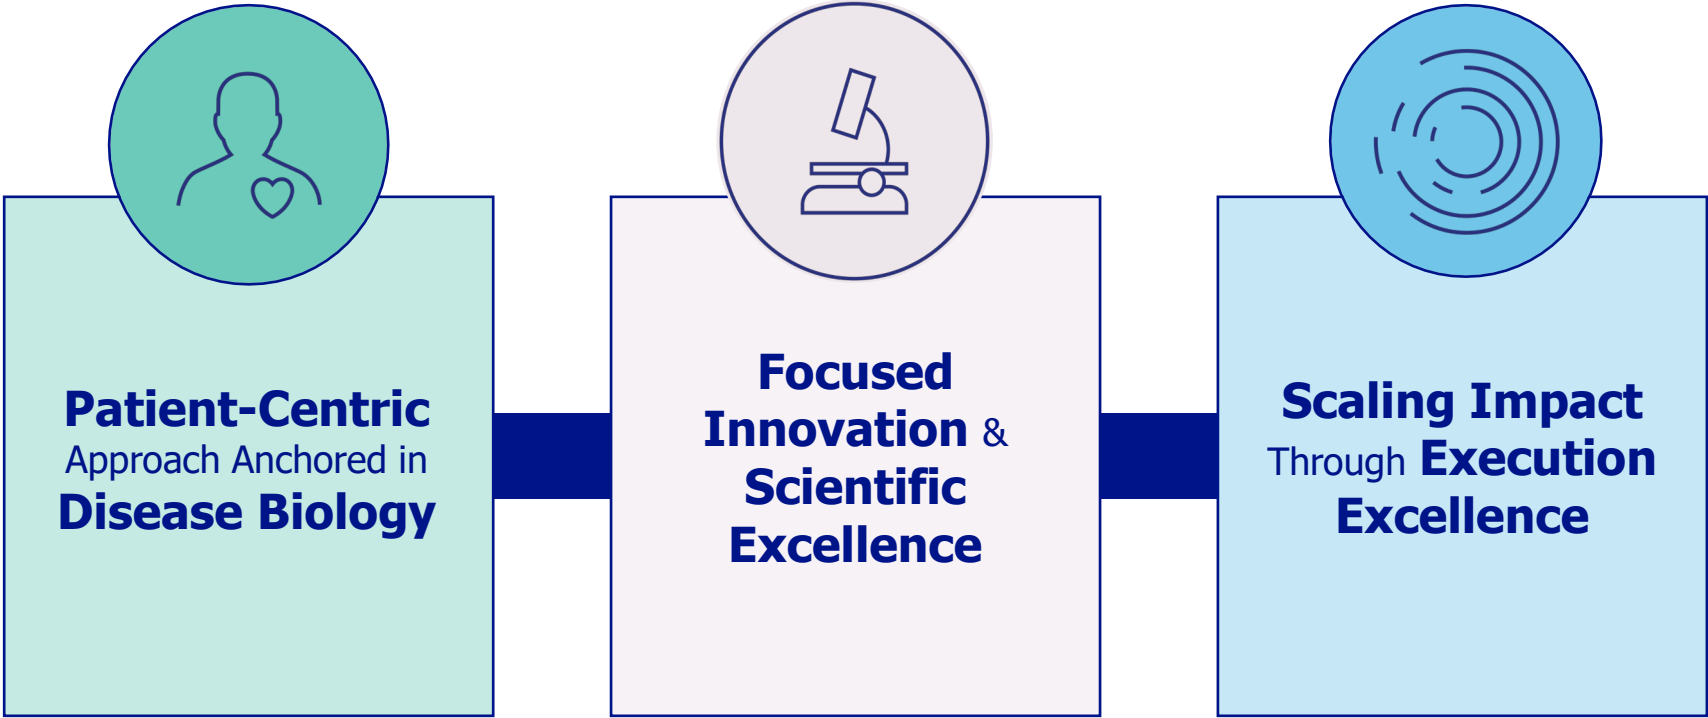 Patient-Centric
Approach Anchored in
Disease Biology
Focused
Innovation &
Scientific
Excellence
Scaling Impact
Through Execution
Excellence